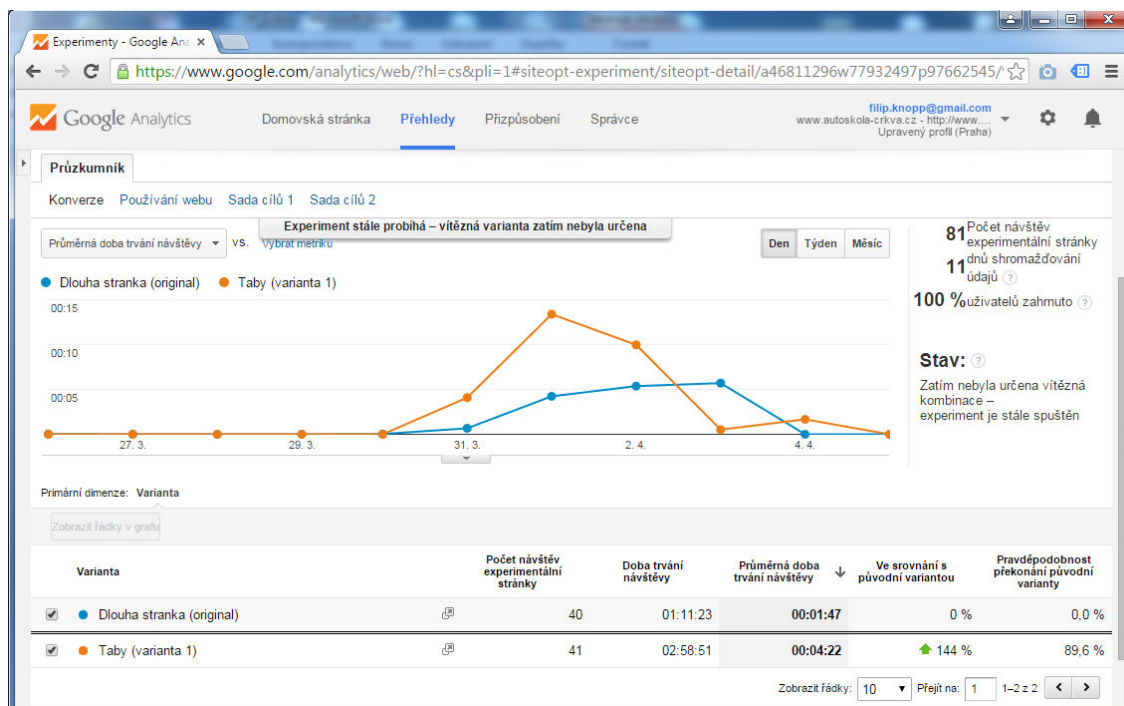 Experimenty - Google Ana
https://www.google.com/analytics/web/?hl=cs&pli=1#siteopt-experiment/siteopt-detail/a46811296w77932497p97662545/
Google Analytics
Domovská stránka Přehledy Přizpůsobení Správce
filip.knopp@gmail.com
www.autoskola-crkva.cz - http://www....
Upravený profil (Praha)
Průzkumník
Konverze Používání webu Sada cílů 1 Sada cílů 2
Experiment stále probíhá – vítězná varianta zatím nebyla určena
Průměrná doba trvání návštěvy vs. Vybrat metriku
Den Týden Měsíc
81 Počet návštěv experimentální stránky
11 dnů shromažďování údajů ?
100 % uživatelů zahrnuto ?
Dlouha stranka (original) Taby (varianta 1)
00:15
00:10
00:05
27. 3. 29. 3. 31. 3. 2. 4. 4. 4.
Stav: ?
Zatím nebyla určena vítězná
kombinace –
experiment je stále spuštěn
Primární dimenze: Varianta
Zobrazit řádky v grafu
Varianta
Počet návštěv experimentální stránky
Doba trvání návštěvy
Průměrná doba trvání návštěvy
Ve srovnání s původní variantou
Pravděpodobnost překonání původní varianty
Dlouha stranka (original) 40 01:11:23 00:01:47 0 % 0,0 %
Taby (varianta 1) 41 02:58:51 00:04:22 144 % 89,6 %
Zobrazit řádky: 10 Přejít na: 1 1–2 z 2